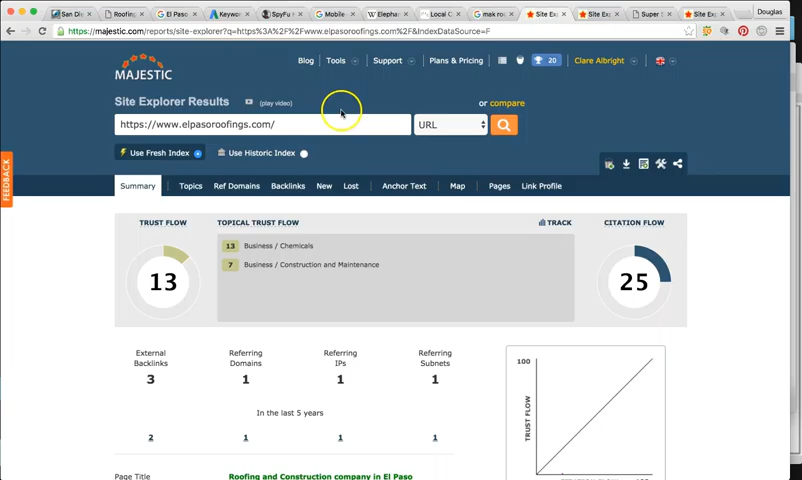 Douglas
San Di
Roofing
El Paso
Keywor
SpyFu
Mobile
Elepha
Local C
mak ro
Site Exp
Site Exp
Super S
Site Exp
https://majestic.com/reports/site-explorer?q=https%3A%2F%2Fwww.elpasoroofings.com%2F&IndexDataSource=F
MAJESTIC
Blog
Tools
Support
Plans & Pricing
20
Clare Albright
Site Explorer Results
(play video)
or compare
https://www.elpasoroofings.com/
URL
Use Fresh Index
Use Historic Index
FEEDBACK
Summary
Topics
Ref Domains
Backlinks
New
Lost
Anchor Text
Map
Pages
Link Profile
TRUST FLOW
TOPICAL TRUST FLOW
TRACK
CITATION FLOW
13
13 Business / Chemicals
7 Business / Construction and Maintenance
25
External Backlinks
Referring Domains
Referring IPs
Referring Subnets
3
1
1
1
In the last 5 years
2
1
1
1
100
TRUST FLOW
Page Title
Roofing and Construction company in El Paso